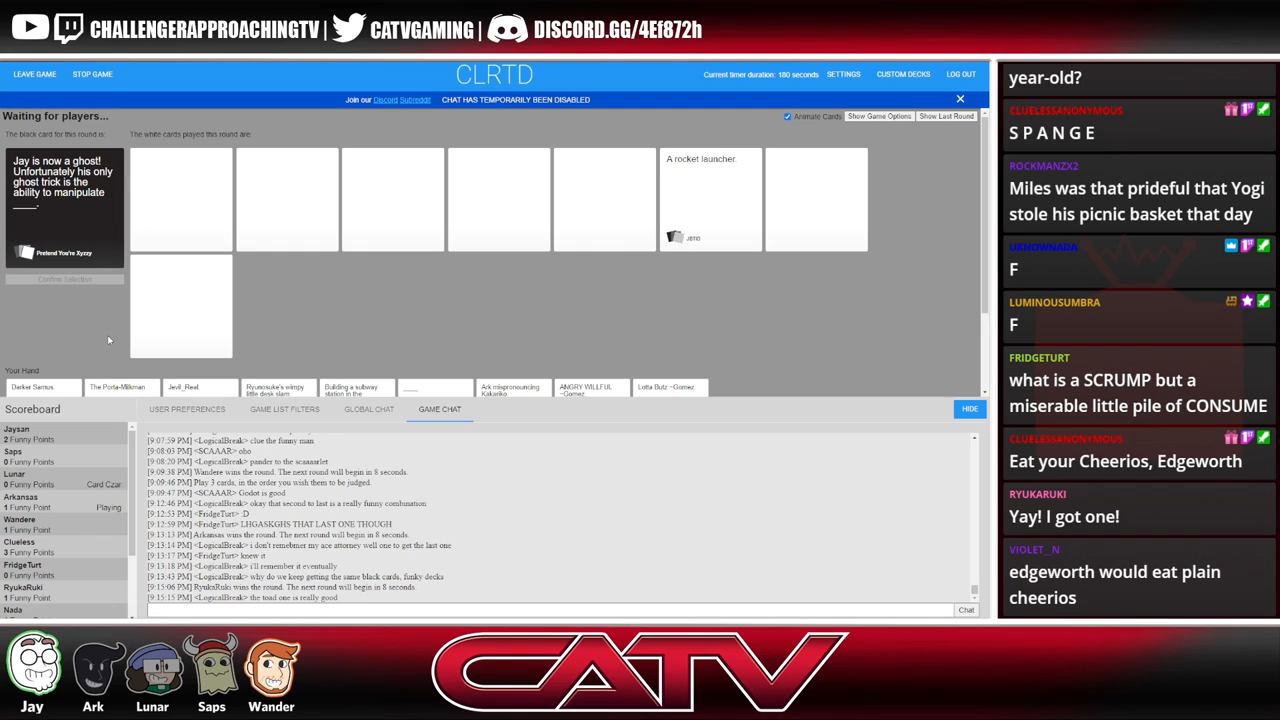 CHALLENGERAPPROACHINGTV | CATVGAMING | DISCORD.GG/4Ef872h
LEAVE GAME STOP GAME CLRTD Current timer duration: 180 seconds SETTINGS CUSTOM DECKS LOG OUT
Join our Discord Subreddit CHAT HAS TEMPORARILY BEEN DISABLED
Waiting for players... Animate Cards Show Game Options Show Last Round
The black card for this round is: The white cards played this round are:
Jay is now a ghost!
Unfortunately his only
ghost trick is the
ability to manipulate
____.
Pretend You're Xyzzy
Confirm Selection
A rocket launcher.
JBTID
Your Hand
Darker Samus.
The Porta-Milkman
Jevil_Real.
Ryunosuke's wimpy
little desk slam
Building a subway
station in the
____
Ark mispronouncing
Kakariko
ANGRY WILLFUL
~Gomez
Lotta Butz ~Gomez.
Scoreboard
Jaysan
2 Funny Points
Saps
0 Funny Points
Lunar
0 Funny Points Card Czar
Arkansas
1 Funny Point Playing
Wandere
1 Funny Point
Clueless
3 Funny Points
FridgeTurt
0 Funny Points
RyukaRuki
1 Funny Point
Nada
USER PREFERENCES GAME LIST FILTERS GLOBAL CHAT GAME CHAT HIDE
[9:07:59 PM] <LogicalBreak> clue the funny man
[9:08:03 PM] <SCAAAR> oho
[9:08:20 PM] <LogicalBreak> pander to the scaaaarlet
[9:09:38 PM] Wandere wins the round. The next round will begin in 8 seconds.
[9:09:46 PM] Play 3 cards, in the order you wish them to be judged.
[9:09:47 PM] <SCAAAR> Godot is good
[9:12:46 PM] <LogicalBreak> okay that second to last is a really funny combination
[9:12:53 PM] <FridgeTurt> :D
[9:12:59 PM] <FridgeTurt> LHGASKGHS THAT LAST ONE THOUGH
[9:13:13 PM] Arkansas wins the round. The next round will begin in 8 seconds.
[9:13:14 PM] <LogicalBreak> i don't remebmer my ace attorney well one to get the last one
[9:13:17 PM] <FridgeTurt> knew it
[9:13:18 PM] <LogicalBreak> i'll remember it eventually
[9:13:43 PM] <LogicalBreak> why do we keep getting the same black cards, funky decks
[9:15:06 PM] RyukaRuki wins the round. The next round will begin in 8 seconds.
[9:15:15 PM] <LogicalBreak> the toad one is really good
Chat
year-old?
CLUELESSANONYMOUS
S P A N G E
ROCKMANZX2
Miles was that prideful that Yogi
stole his picnic basket that day
UKNOWNADA
F
LUMINOUSUMBRA
F
FRIDGETURT
what is a SCRUMP but a
miserable little pile of CONSUME
CLUELESSANONYMOUS
Eat your Cheerios, Edgeworth
RYUKARUKI
Yay! I got one!
VIOLET__N
edgeworth would eat plain
cheerios
Jay Ark Lunar Saps Wander
CATV